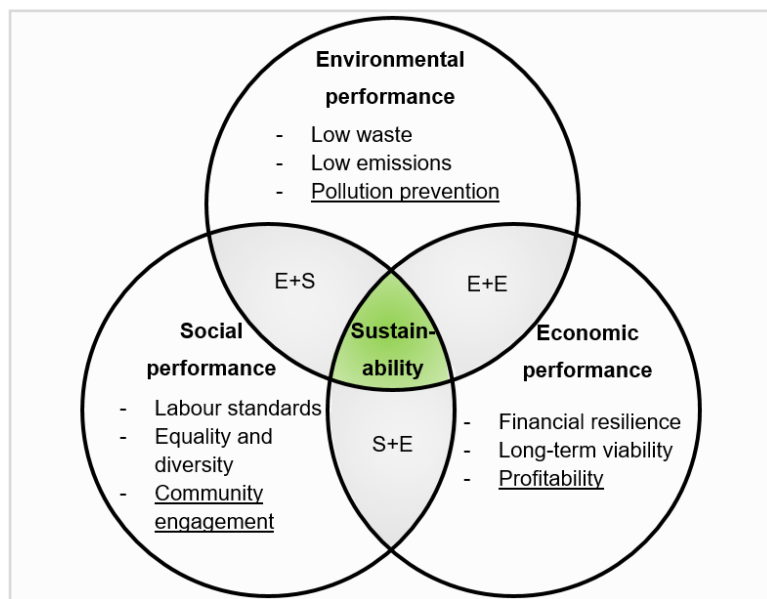 Environmental
performance
- Low waste
- Low emissions
- Pollution prevention
E+S
E+E
Sustain-
ability
Social
performance
- Labour standards
- Equality and
diversity
- Community
engagement
S+E
Economic
performance
- Financial resilience
- Long-term viability
- Profitability